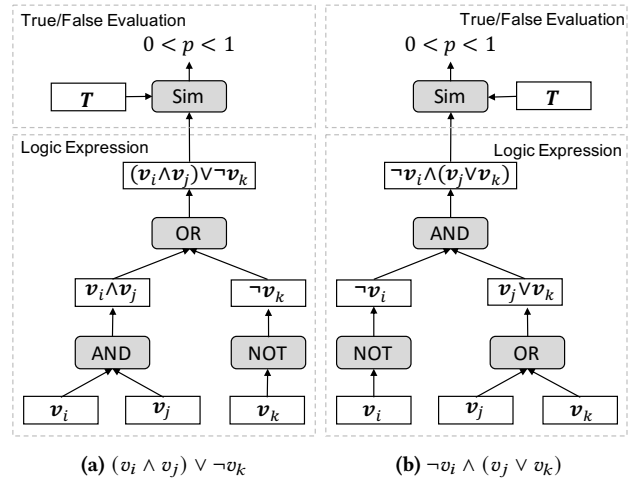 True/False Evaluation
0 < p < 1
T
Sim
Logic Expression
(v_i∧v_j)∨¬v_k
OR
v_i∧v_j
¬v_k
AND
NOT
v_i
v_j
v_k
(a) (v_i ∧ v_j) ∨ ¬v_k
True/False Evaluation
0 < p < 1
Sim
T
Logic Expression
¬v_i∧(v_j∨v_k)
AND
¬v_i
v_j∨v_k
NOT
OR
v_i
v_j
v_k
(b) ¬v_i ∧ (v_j ∨ v_k)